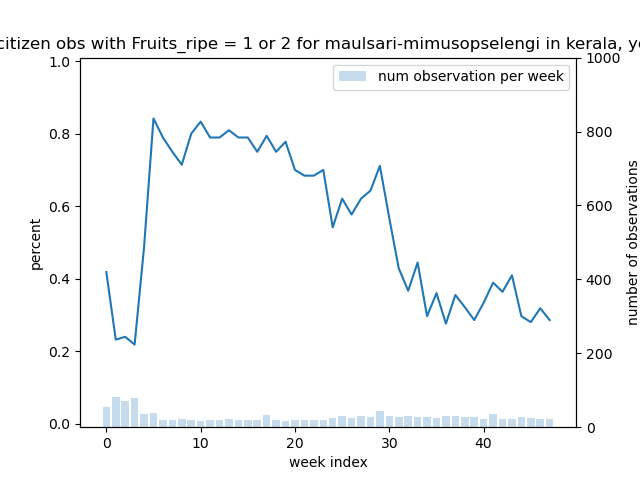 citizen obs with Fruits_ripe = 1 or 2 for maulsari-mimusopselengi in kerala,
num observation per week
1.0
0.8
0.6
0.4
0.2
0.0
percent
1000
800
600
400
200
0
number of observations
0 10 20 30 40
week index